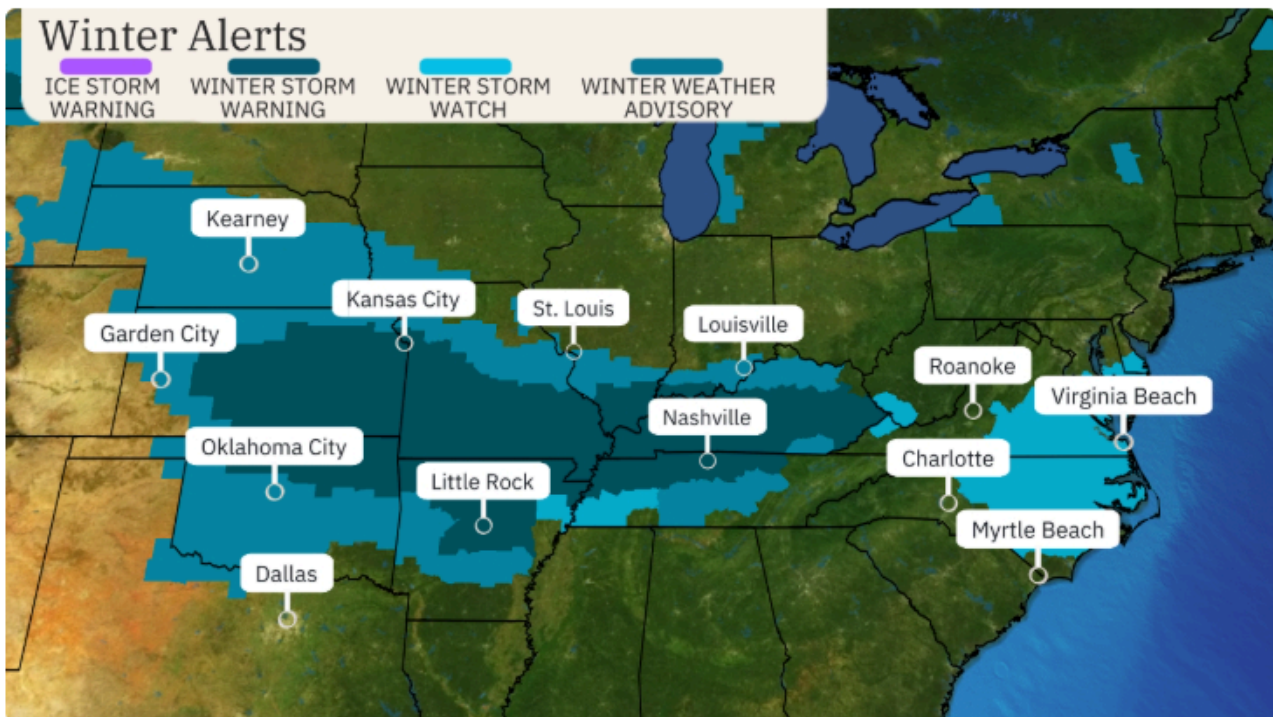 Winter Alerts
ICE STORM
WARNING
WINTER STORM
WARNING
WINTER STORM
WATCH
WINTER WEATHER
ADVISORY
Kearney
Kansas City
St. Louis
Garden City
Louisville
Roanoke
Virginia Beach
Nashville
Oklahoma City
Charlotte
Little Rock
Myrtle Beach
Dallas